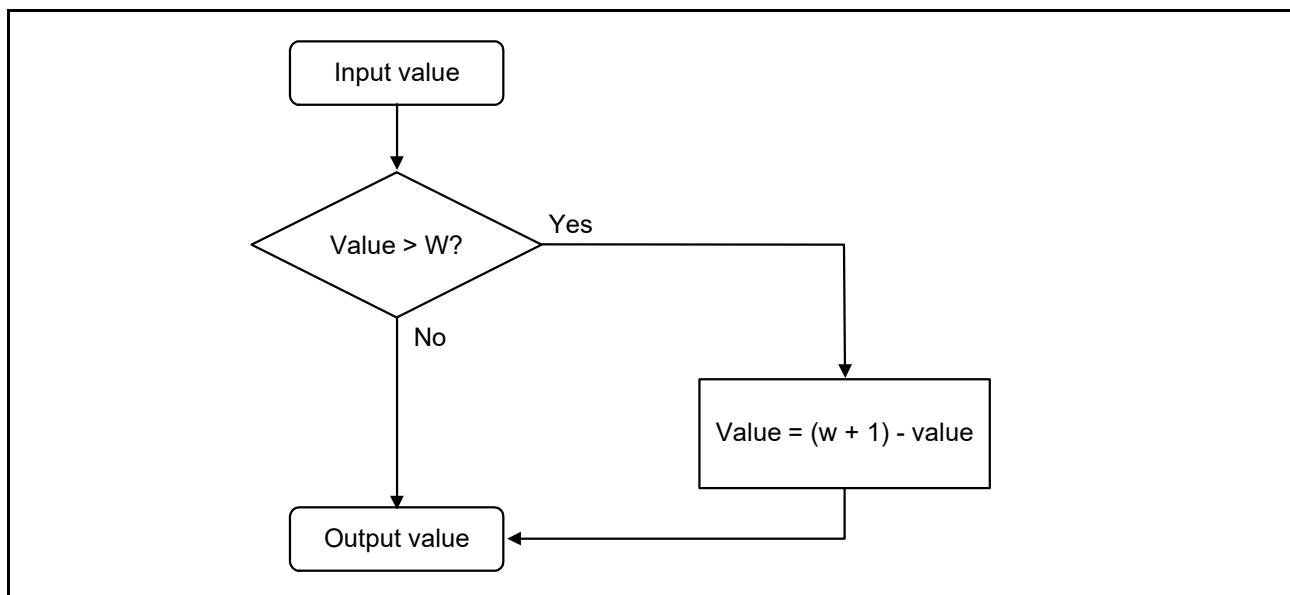 Input value
Value > W?
Yes
No
Value = (w + 1) - value
Output value